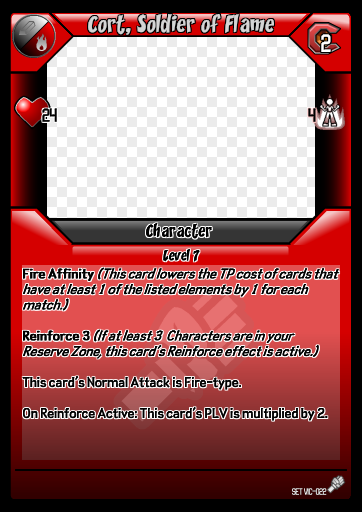 Cort, Soldier of Flame
2
24
4
Character
Level 1
Fire Affinity (This card lowers the TP cost of cards that
have at least 1 of the listed elements by 1 for each
match.)
Reinforce 3 (If at least 3 Characters are in your
Reserve Zone, this card's Reinforce effect is active.)
This card's Normal Attack is Fire-type.
On Reinforce Active: This card's PLV is multiplied by 2.
SET VIC-022